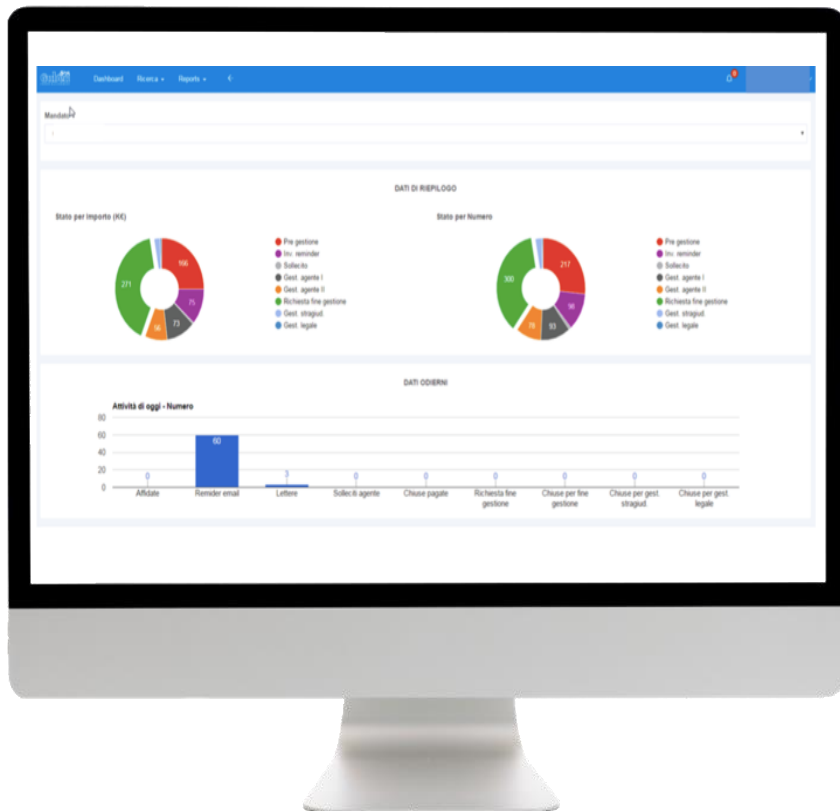 Dashboard Ricerca Reports
Mandato
DATI DI RIEPILOGO
Stato per Importo (K€)
166
75
73
56
271
Pre gestione
Inv. reminder
Sollecito
Gest. agente I
Gest. agente II
Richiesta fine gestione
Gest. stragiud.
Gest. legale
Stato per Numero
217
98
93
70
300
Pre gestione
Inv. reminder
Sollecito
Gest. agente I
Gest. agente II
Richiesta fine gestione
Gest. stragiud.
Gest. legale
DATI ODIERNI
Attività di oggi - Numero
80
60
40
20
0
0 60 3 0 0 0 0 0 0
Affidate Remider email Lettere Solleciti agente Chiuse pagate Richiesta fine Chiuse per fine Chiuse per gest. Chiuse per gest.
gestione gestione stragiud. legale